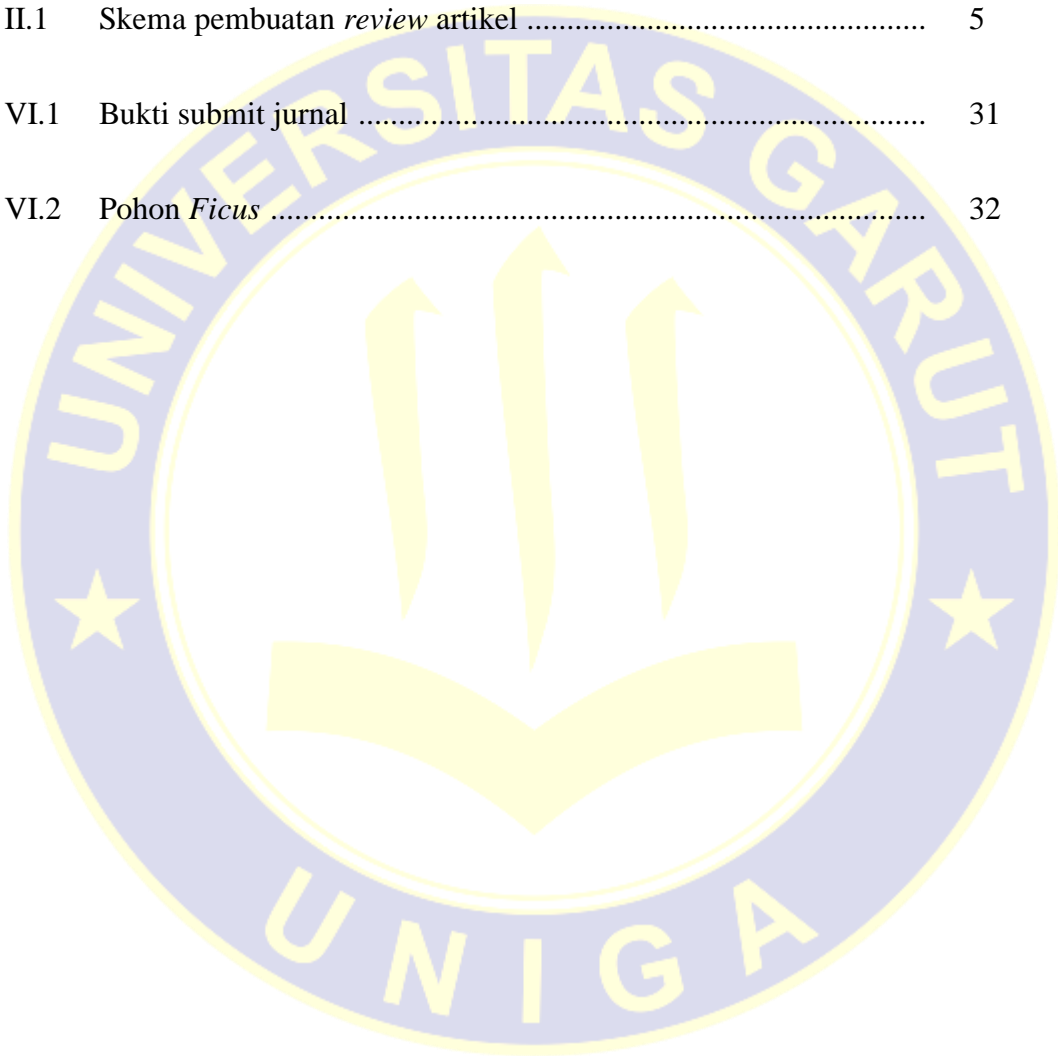 II.1 Skema pembuatan review artikel .................................................. 5
VI.1 Bukti submit jurnal ....................................................................... 31
VI.2 Pohon Ficus .................................................................................. 32
UNIVERSITAS GARUT
UNIGA